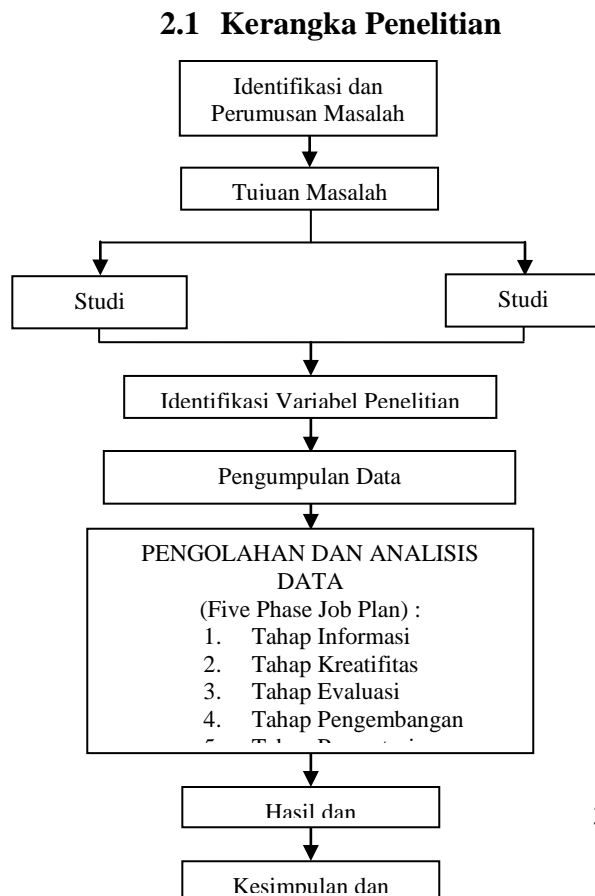 2.1 Kerangka Penelitian
Identifikasi dan
Perumusan Masalah
Tujuan Masalah
Studi
Studi
Identifikasi Variabel Penelitian
Pengumpulan Data
PENGOLAHAN DAN ANALISIS
DATA
(Five Phase Job Plan) :
1. Tahap Informasi
2. Tahap Kreatifitas
3. Tahap Evaluasi
4. Tahap Pengembangan
5. Tahap
Hasil dan
Kesimpulan dan